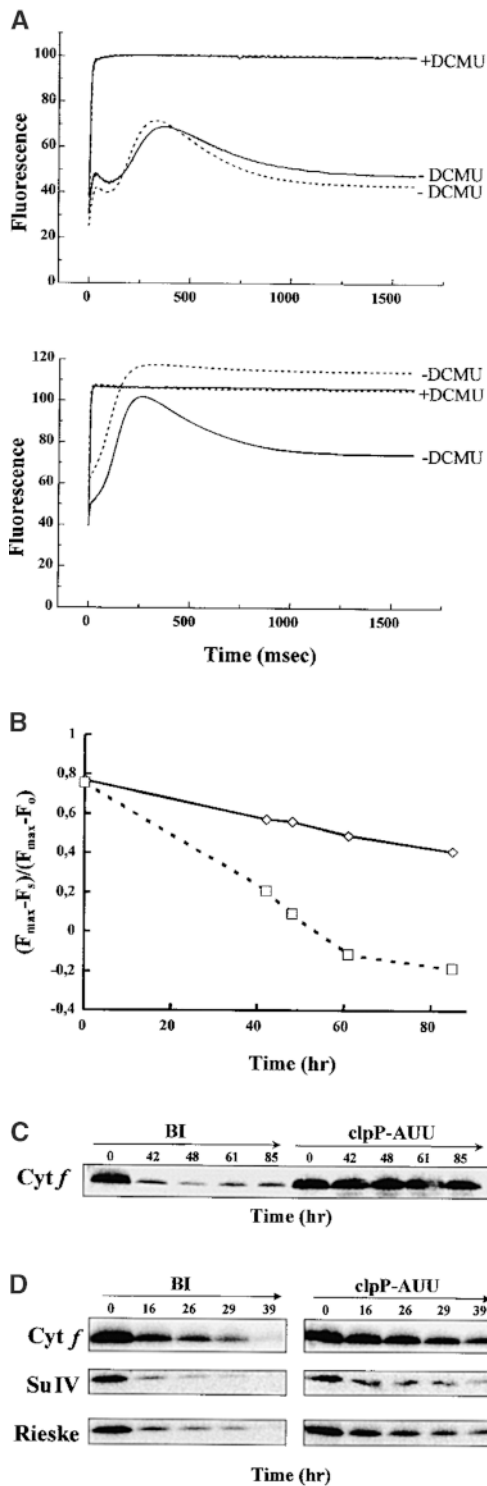 A
100
80
60
40
20
0
Fluorescence
+DCMU
- DCMU
- DCMU
0 500 1000 1500
120
100
80
60
40
20
0
Fluorescence
-DCMU
+DCMU
-DCMU
0 500 1000 1500
Time (msec)
B
1
0,8
0,6
0,4
0,2
0
-0,2
-0,4
(Fmax-Fs)/(Fmax-Fo)
0 20 40 60 80
Time (hr)
C
BI clpP-AUU
0 42 48 61 85 0 42 48 61 85
Cyt f
Time (hr)
D
BI clpP-AUU
0 16 26 29 39 0 16 26 29 39
Cyt f
Su IV
Rieske
Time (hr)